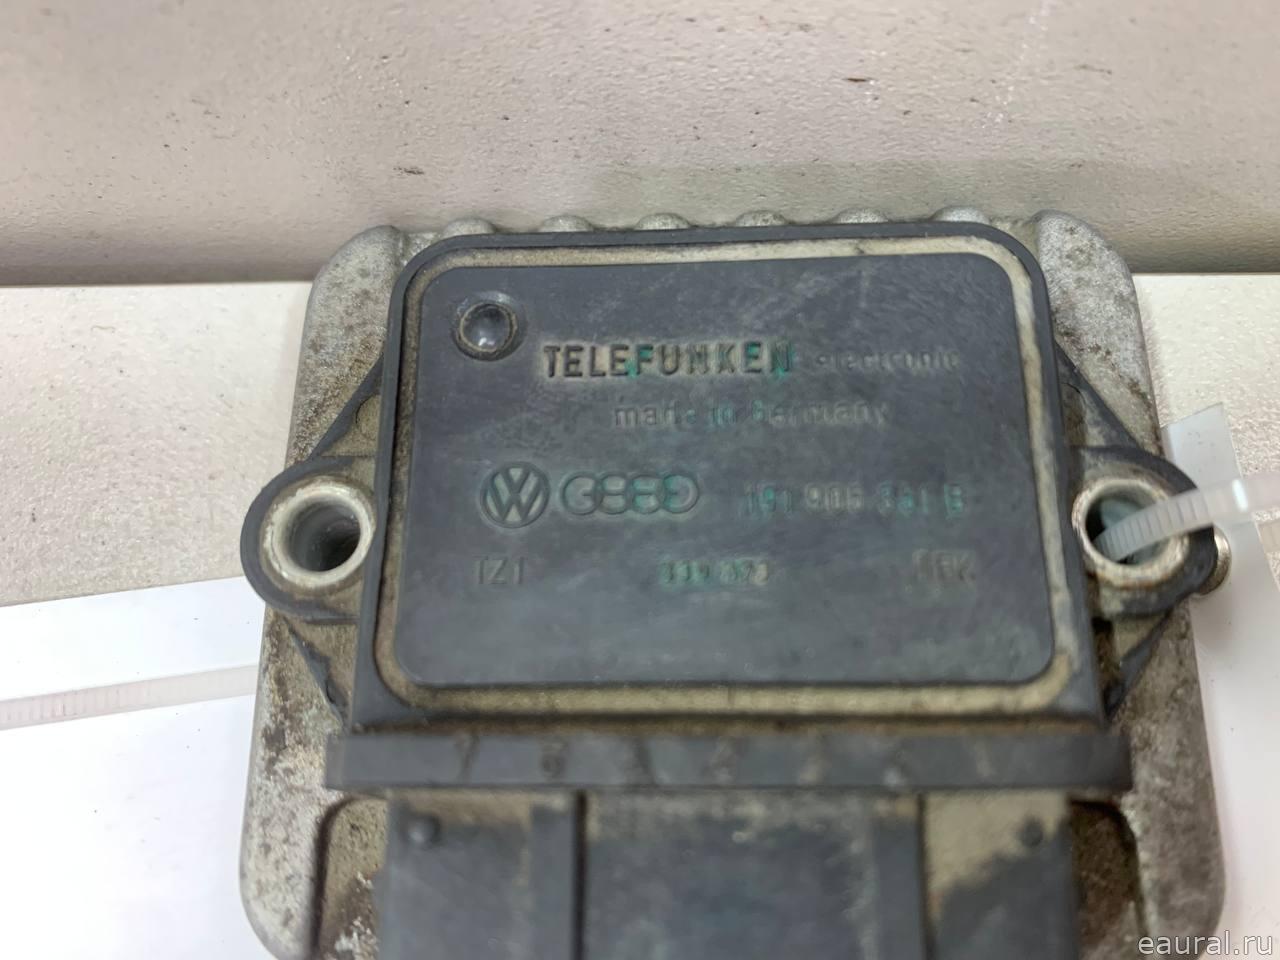 TELEFUNKEN electronic
made in Germany
191 905 351 B
TZ1
eaural.ru